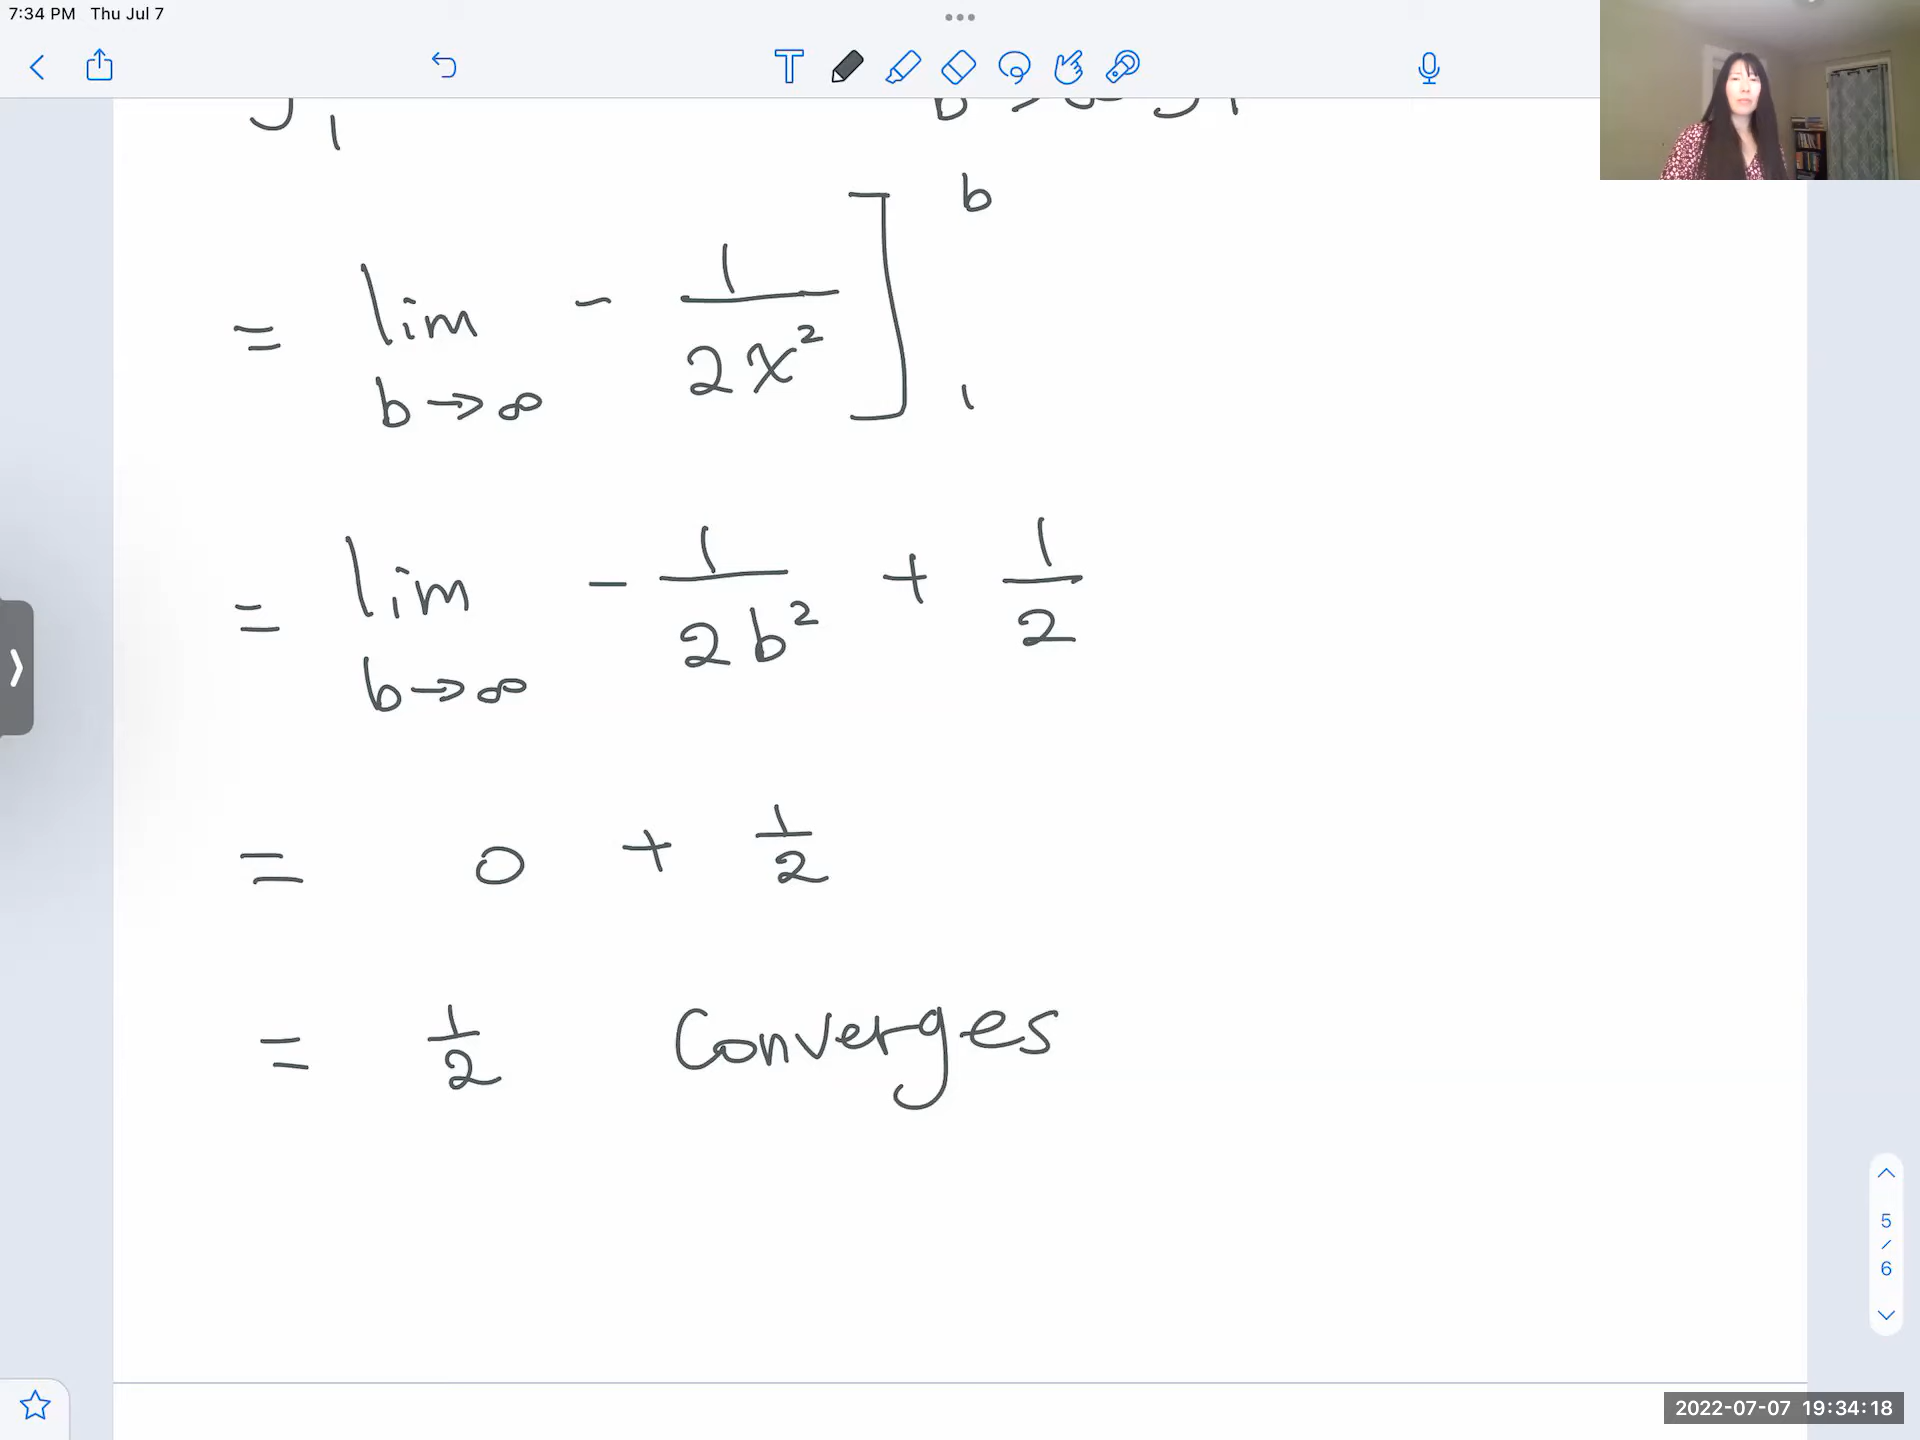 7:34 PM Thu Jul 7
= lim - 1/2x² ] b 1
b → ∞
= lim - 1/2b² + 1/2
b → ∞
= 0 + 1/2
= 1/2 Converges
5
/
6
2022-07-07 19:34:18